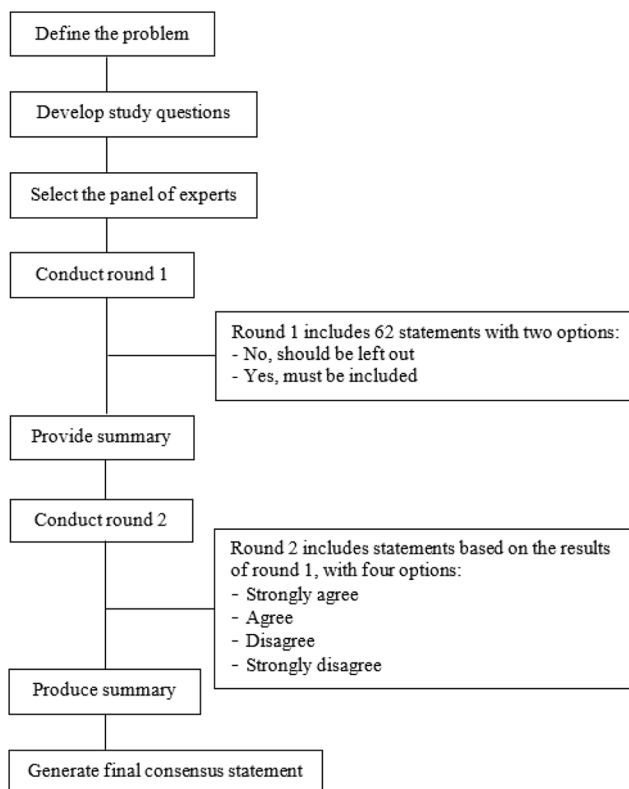 Define the problem
Develop study questions
Select the panel of experts
Conduct round 1
Round 1 includes 62 statements with two options:
- No, should be left out
- Yes, must be included
Provide summary
Conduct round 2
Round 2 includes statements based on the results
of round 1, with four options:
- Strongly agree
- Agree
- Disagree
- Strongly disagree
Produce summary
Generate final consensus statement